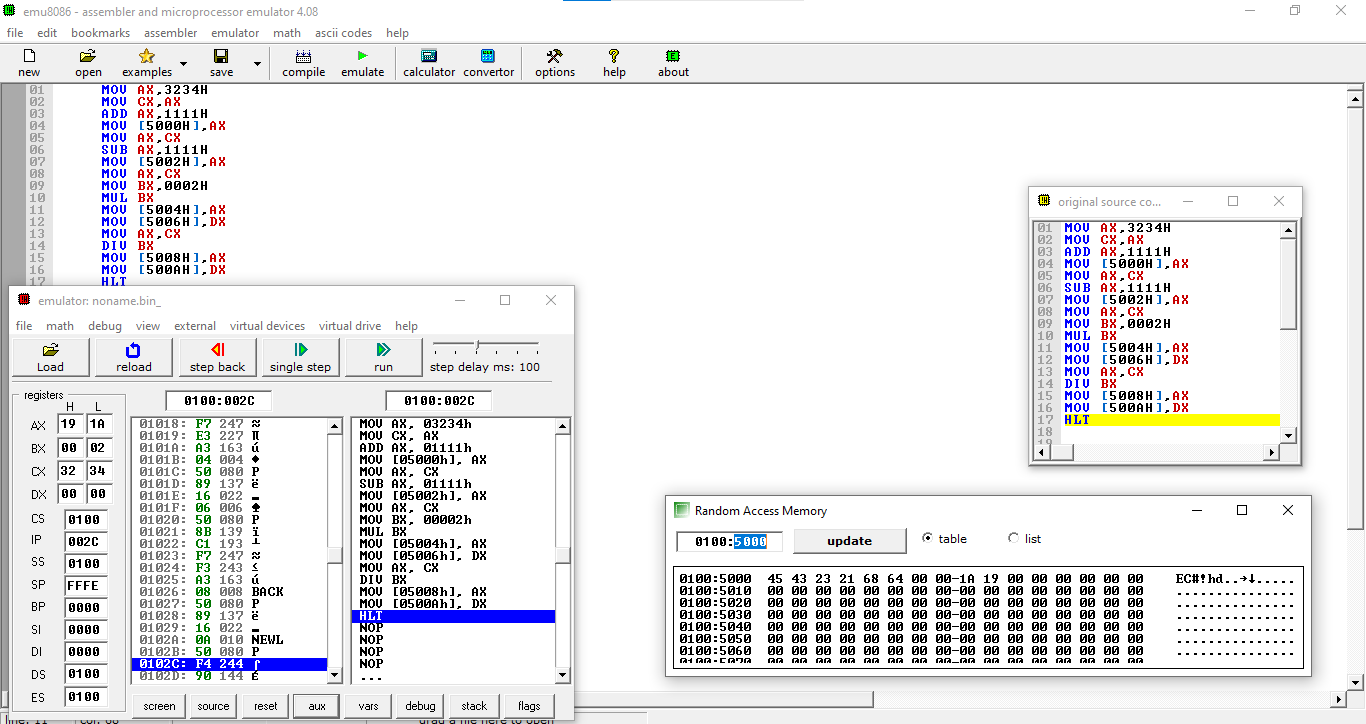 emu8086 - assembler and microprocessor emulator 4.08
file edit bookmarks assembler emulator math ascii codes help
new open examples save compile emulate calculator convertor options help about
01 MOV AX,3234H
02 MOV CX,AX
03 ADD AX,1111H
04 MOV [5000H],AX
05 MOV AX,CX
06 SUB AX,1111H
07 MOV [5002H],AX
08 MOV AX,CX
09 MOV BX,0002H
10 MUL BX
11 MOV [5004H],AX
12 MOV [5006H],DX
13 MOV AX,CX
14 DIV BX
15 MOV [5008H],AX
16 MOV [500AH],DX
17 HLT
original source co...
01 MOV AX,3234H
02 MOV CX,AX
03 ADD AX,1111H
04 MOV [5000H],AX
05 MOV AX,CX
06 SUB AX,1111H
07 MOV [5002H],AX
08 MOV AX,CX
09 MOV BX,0002H
10 MUL BX
11 MOV [5004H],AX
12 MOV [5006H],DX
13 MOV AX,CX
14 DIV BX
15 MOV [5008H],AX
16 MOV [500AH],DX
17 HLT
18
19
emulator: noname.bin_
file math debug view external virtual devices virtual drive help
Load reload step back single step run step delay ms: 100
registers
H L
AX 19 1A
BX 00 02
CX 32 34
DX 00 00
CS 0100
IP 002C
SS 0100
SP FFFE
BP 0000
SI 0000
DI 0000
DS 0100
ES 0100
0100:002C
01018: F7 247 ≈
01019: E3 227 π
0101A: A3 163 ú
0101B: 04 004 ♦
0101C: 50 080 P
0101D: 89 137 ë
0101E: 16 022 ▬
0101F: 06 006 ♠
01020: 50 080 P
01021: 8B 139 ï
01022: C1 193 ┴
01023: F7 247 ≈
01024: F3 243 ≤
01025: A3 163 ú
01026: 08 008 BACK
01027: 50 080 P
01028: 89 137 ë
01029: 16 022 ▬
0102A: 0A 010 NEWL
0102B: 50 080 P
0102C: F4 244 ⌠
0102D: 90 144 É
0100:002C
MOV AX, 03234h
MOV CX, AX
ADD AX, 01111h
MOV [05000h], AX
MOV AX, CX
SUB AX, 01111h
MOV [05002h], AX
MOV AX, CX
MOV BX, 00002h
MUL BX
MOV [05004h], AX
MOV [05006h], DX
MOV AX, CX
DIV BX
MOV [05008h], AX
MOV [0500Ah], DX
HLT
NOP
NOP
NOP
NOP
...
screen source reset aux vars debug stack flags
Random Access Memory
0100:5000 update table list
0100:5000 45 43 23 21 68 64 00 00-1A 19 00 00 00 00 00 00 EC#!hd..→↓......
0100:5010 00 00 00 00 00 00 00 00-00 00 00 00 00 00 00 00 ................
0100:5020 00 00 00 00 00 00 00 00-00 00 00 00 00 00 00 00 ................
0100:5030 00 00 00 00 00 00 00 00-00 00 00 00 00 00 00 00 ................
0100:5040 00 00 00 00 00 00 00 00-00 00 00 00 00 00 00 00 ................
0100:5050 00 00 00 00 00 00 00 00-00 00 00 00 00 00 00 00 ................
0100:5060 00 00 00 00 00 00 00 00-00 00 00 00 00 00 00 00 ................
0100:5070 00 00 00 00 00 00 00 00-00 00 00 00 00 00 00 00
line: 11 col: 68 drag a file here to open